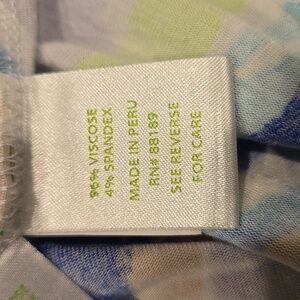 96% VISCOSE
4% SPANDEX
MADE IN PERU
RN# 88189
SEE REVERSE
FOR CARE